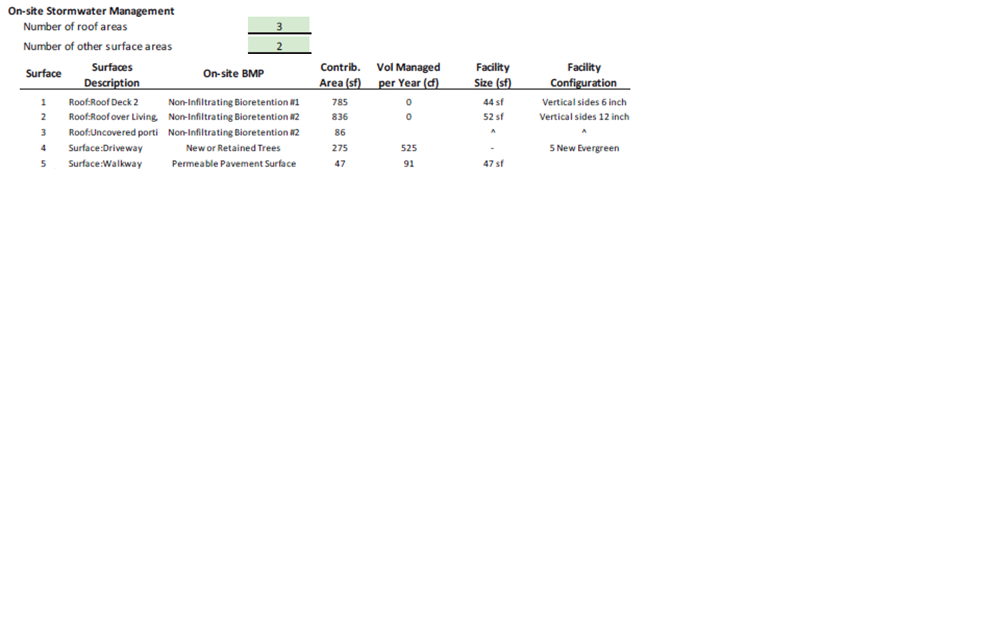 On-site Stormwater Management
Number of roof areas 3
Number of other surface areas 2
Surface Surfaces Description On-site BMP Contrib. Area (sf) Vol Managed per Year (cf) Facility Size (sf) Facility Configuration
1 Roof:Roof Deck 2 Non-Infiltrating Bioretention #1 785 0 44 sf Vertical sides 6 inch
2 Roof:Roof over Living, Non-Infiltrating Bioretention #2 836 0 52 sf Vertical sides 12 inch
3 Roof:Uncovered porti Non-Infiltrating Bioretention #2 86 ^ ^
4 Surface:Driveway New or Retained Trees 275 525 - 5 New Evergreen
5 Surface:Walkway Permeable Pavement Surface 47 91 47 sf